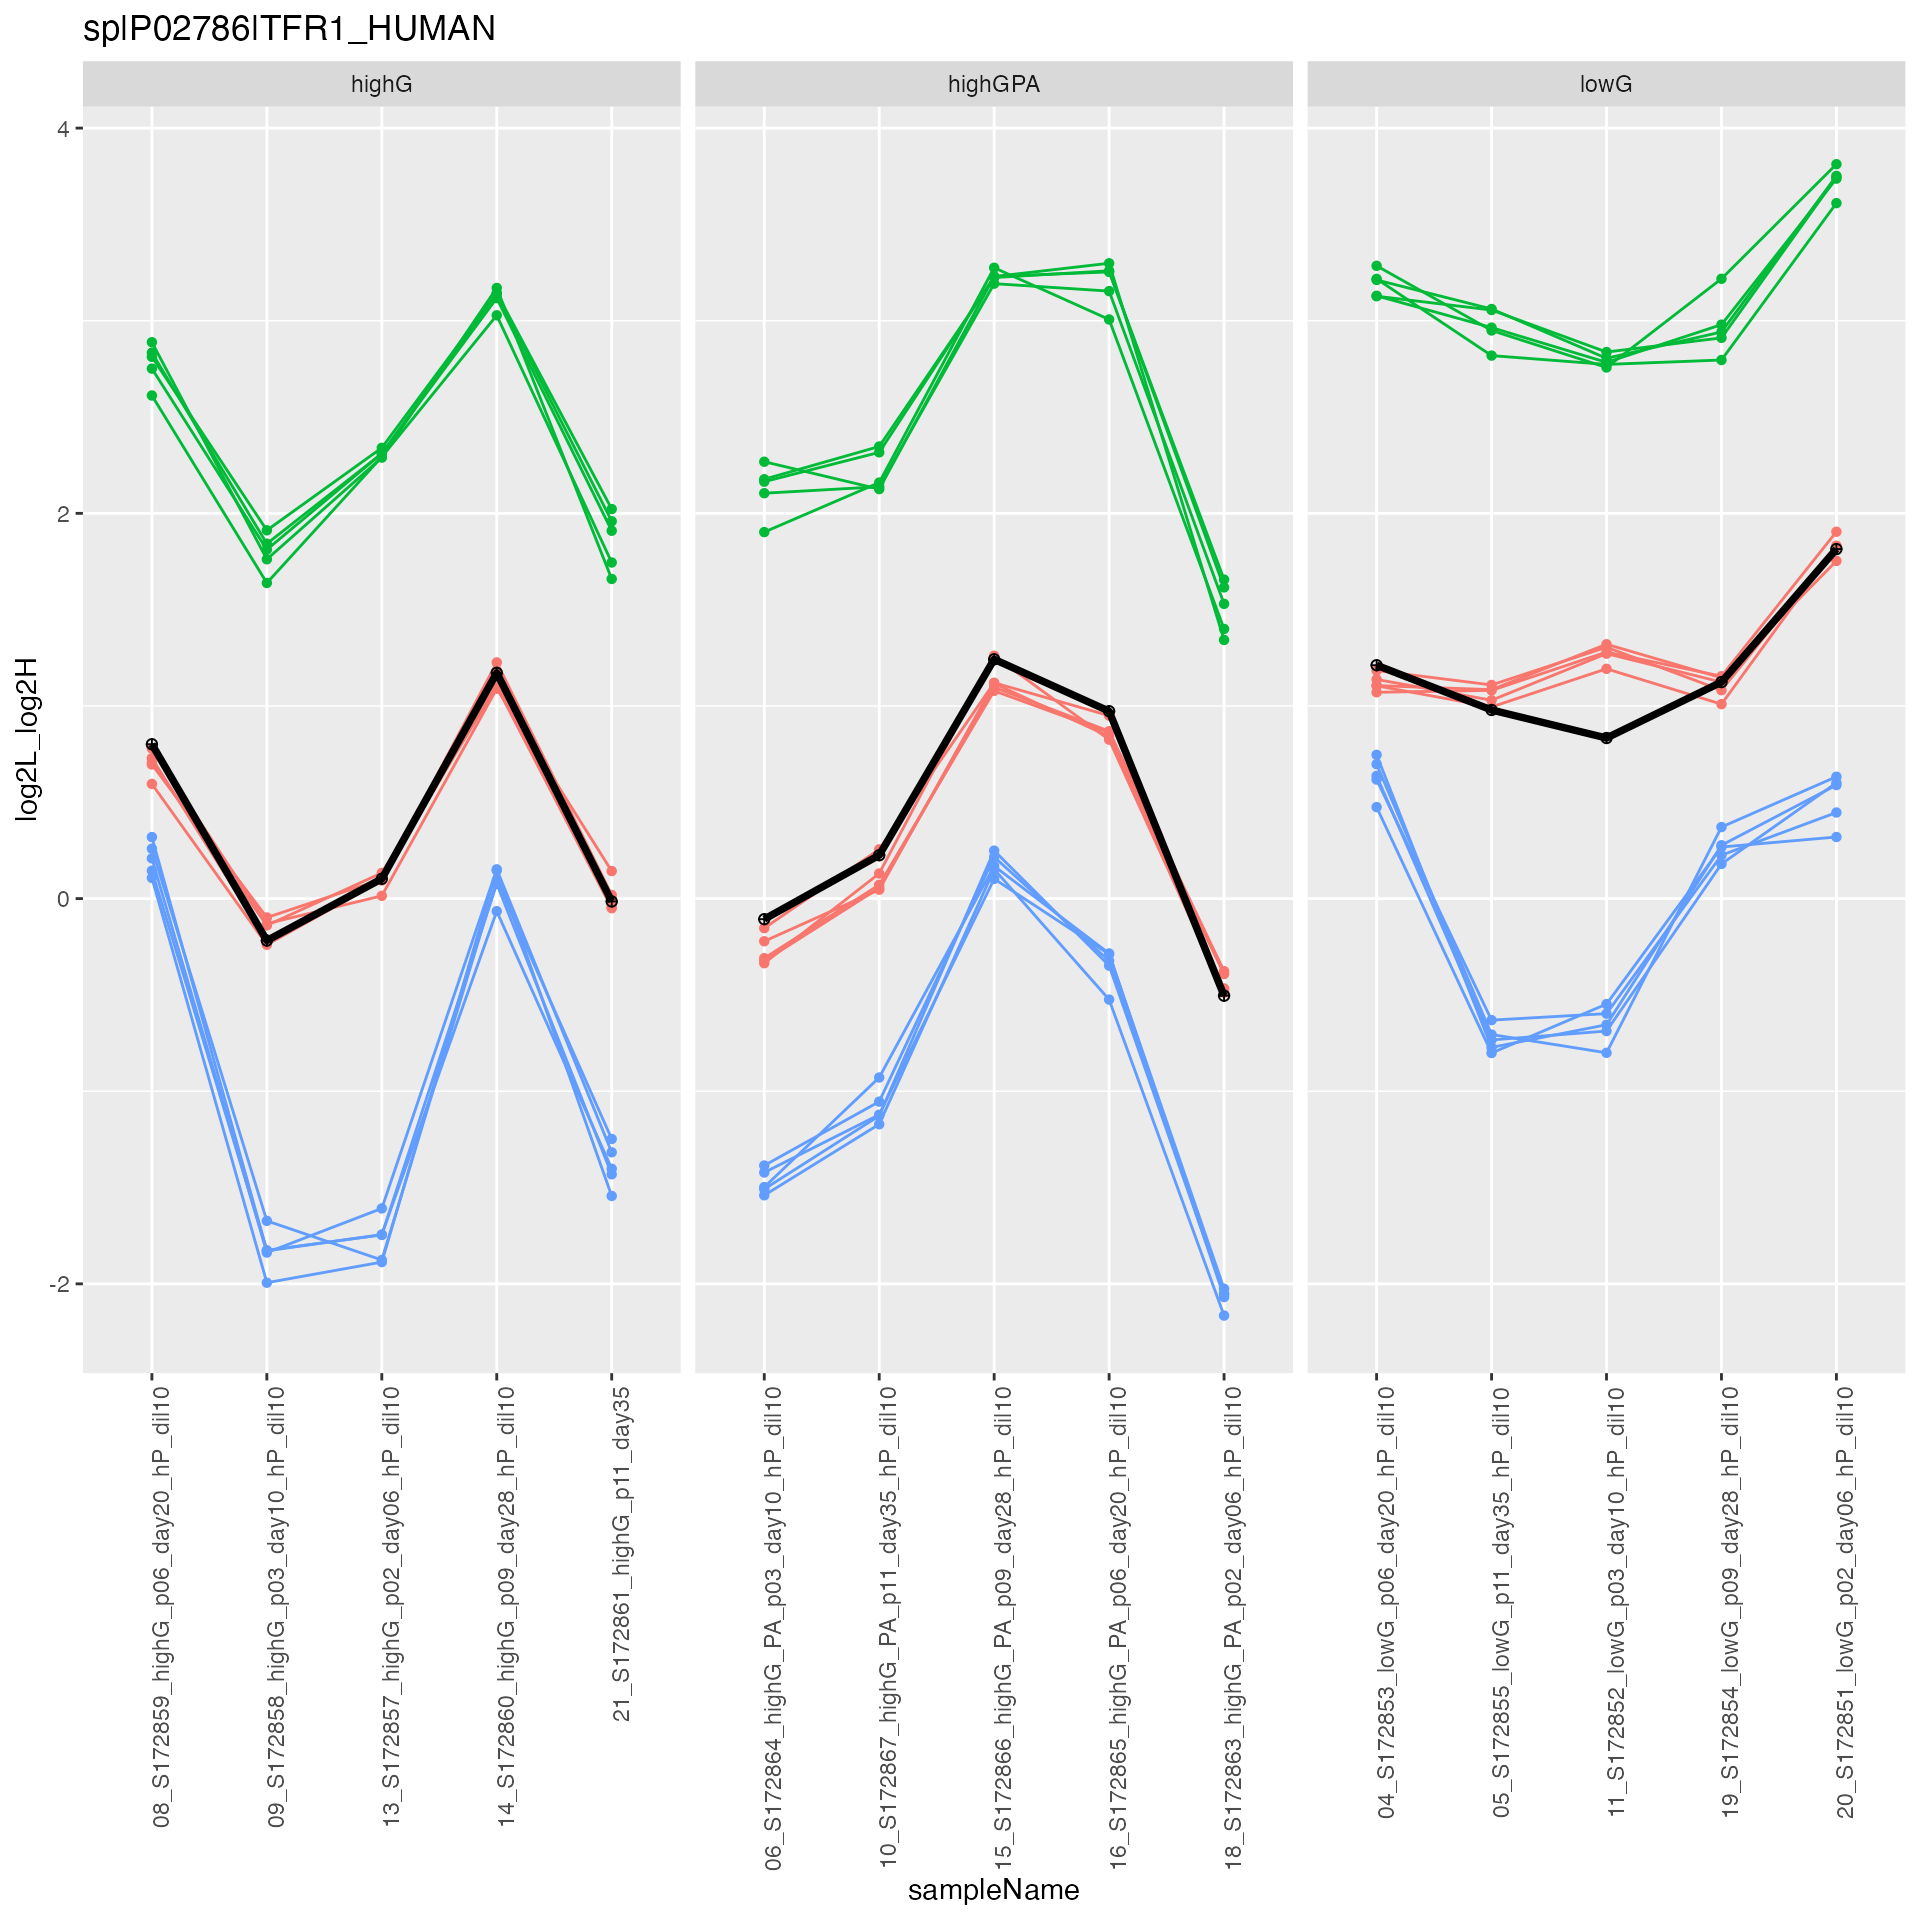 sp|P02786|TFR1_HUMAN
highG
highGPA
lowG
4
2
0
-2
log2L_log2H
08_S172859_highG_p06_day20_hP_dil10
09_S172858_highG_p03_day10_hP_dil10
13_S172857_highG_p02_day06_hP_dil10
14_S172860_highG_p09_day28_hP_dil10
21_S172861_highG_p11_day35
06_S172864_highG_PA_p03_day10_hP_dil10
10_S172867_highG_PA_p11_day35_hP_dil10
15_S172866_highG_PA_p09_day28_hP_dil10
16_S172865_highG_PA_p06_day20_hP_dil10
18_S172863_highG_PA_p02_day06_hP_dil10
04_S172853_lowG_p06_day20_hP_dil10
05_S172855_lowG_p11_day35_hP_dil10
11_S172852_lowG_p03_day10_hP_dil10
19_S172854_lowG_p09_day28_hP_dil10
20_S172851_lowG_p02_day06_hP_dil10
sampleName